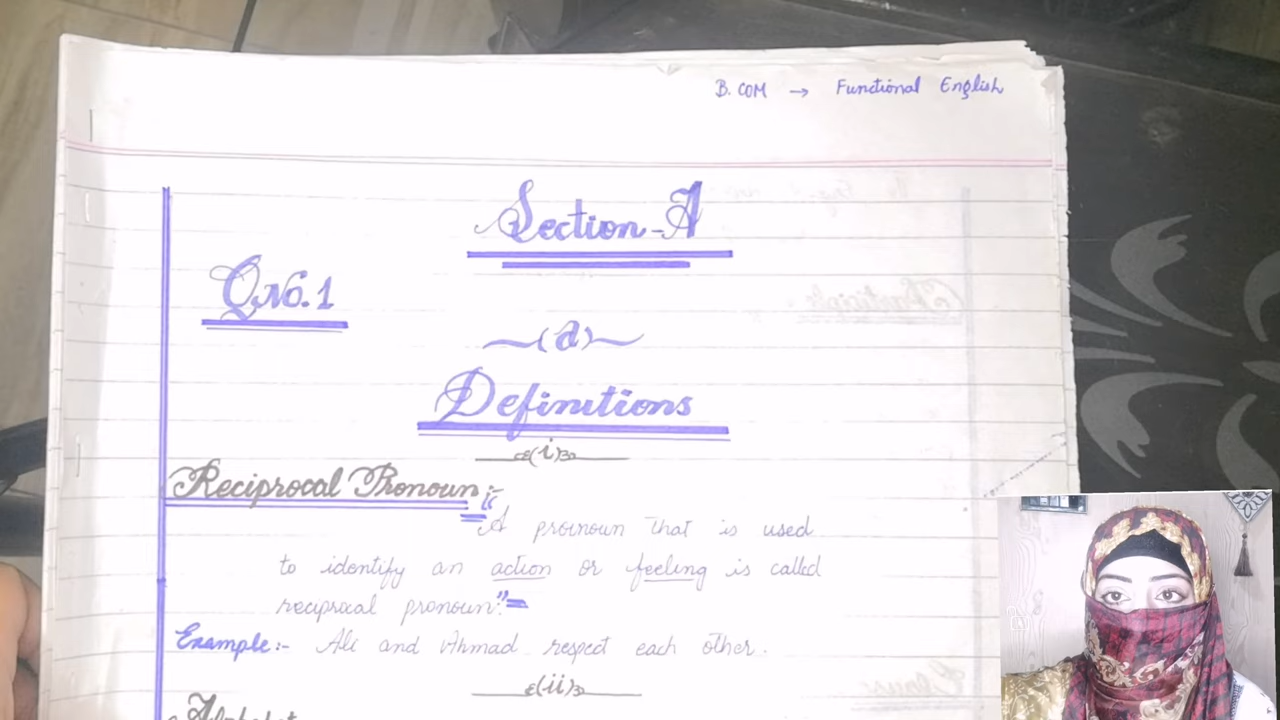 B.COM → Functional English
Section-A
Q.No.1
(a)
Definitions
(i)
Reciprocal Pronoun:-
"A pronoun that is used
to identify an action or feeling is called
reciprocal pronoun."
Example:- Ali and Ahmad respect each other.
(ii)
Alphabet